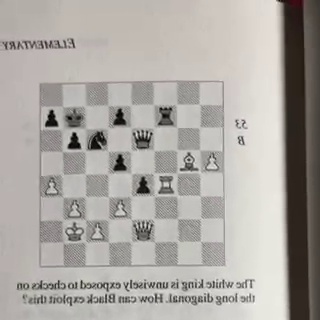 ELEMENTARY
53
B
The white king is unwisely exposed to checks on
the long diagonal. How can Black exploit this?